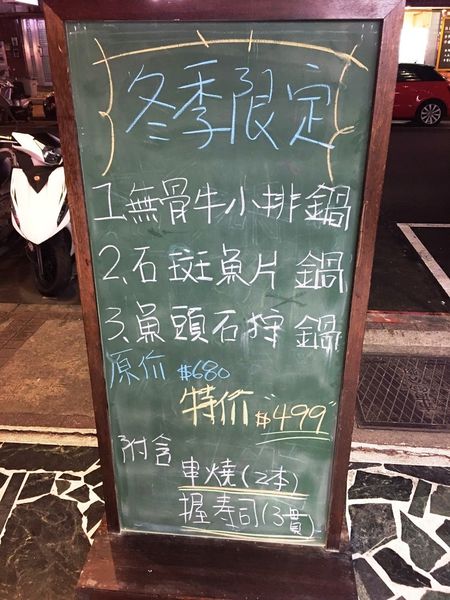 冬季限定
1.無骨牛小排鍋
2.石斑魚片鍋
3.魚頭石狩鍋
原价 $680
特价 $"499"
附含
串燒(2本)
握寿司(3貫)